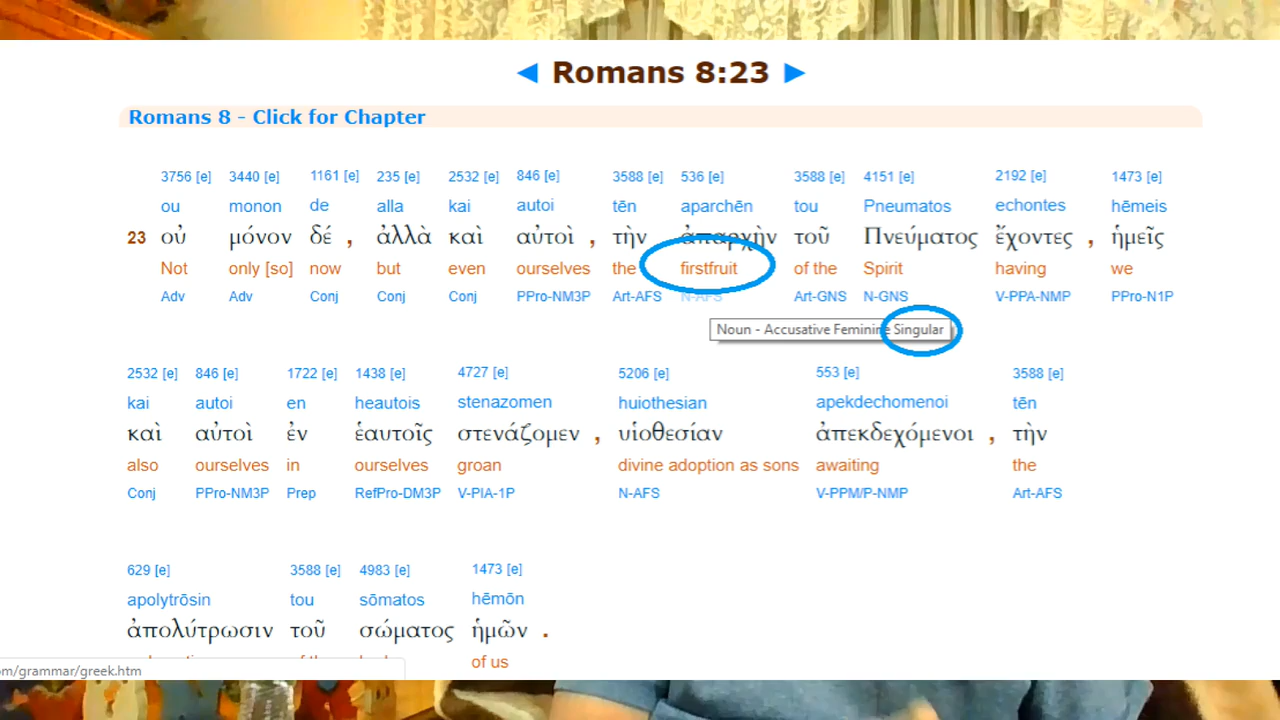 ◄ Romans 8:23 ►
Romans 8 - Click for Chapter
3756 [e] 3440 [e] 1161 [e] 235 [e] 2532 [e] 846 [e] 3588 [e] 536 [e] 3588 [e] 4151 [e] 2192 [e] 1473 [e]
ou monon de alla kai autoi tēn aparchēn tou Pneumatos echontes hēmeis
23 οὐ μόνον δέ , ἀλλὰ καὶ αὐτοὶ , τὴν ἀπαρχὴν τοῦ Πνεύματος ἔχοντες , ἡμεῖς
Not only [so] now but even ourselves the firstfruit of the Spirit having we
Adv Adv Conj Conj Conj PPro-NM3P Art-AFS N-AFS Art-GNS N-GNS V-PPA-NMP PPro-N1P
Noun - Accusative Feminine Singular
2532 [e] 846 [e] 1722 [e] 1438 [e] 4727 [e] 5206 [e] 553 [e] 3588 [e]
kai autoi en heautois stenazomen huiothesian apekdechomenoi tēn
καὶ αὐτοὶ ἐν ἑαυτοῖς στενάζομεν , υἱοθεσίαν ἀπεκδεχόμενοι , τὴν
also ourselves in ourselves groan divine adoption as sons awaiting the
Conj PPro-NM3P Prep RefPro-DM3P V-PIA-1P N-AFS V-PPM/P-NMP Art-AFS
629 [e] 3588 [e] 4983 [e] 1473 [e]
apolytrōsin tou sōmatos hēmōn
ἀπολύτρωσιν τοῦ σώματος ἡμῶν .
of us
om/grammar/greek.htm